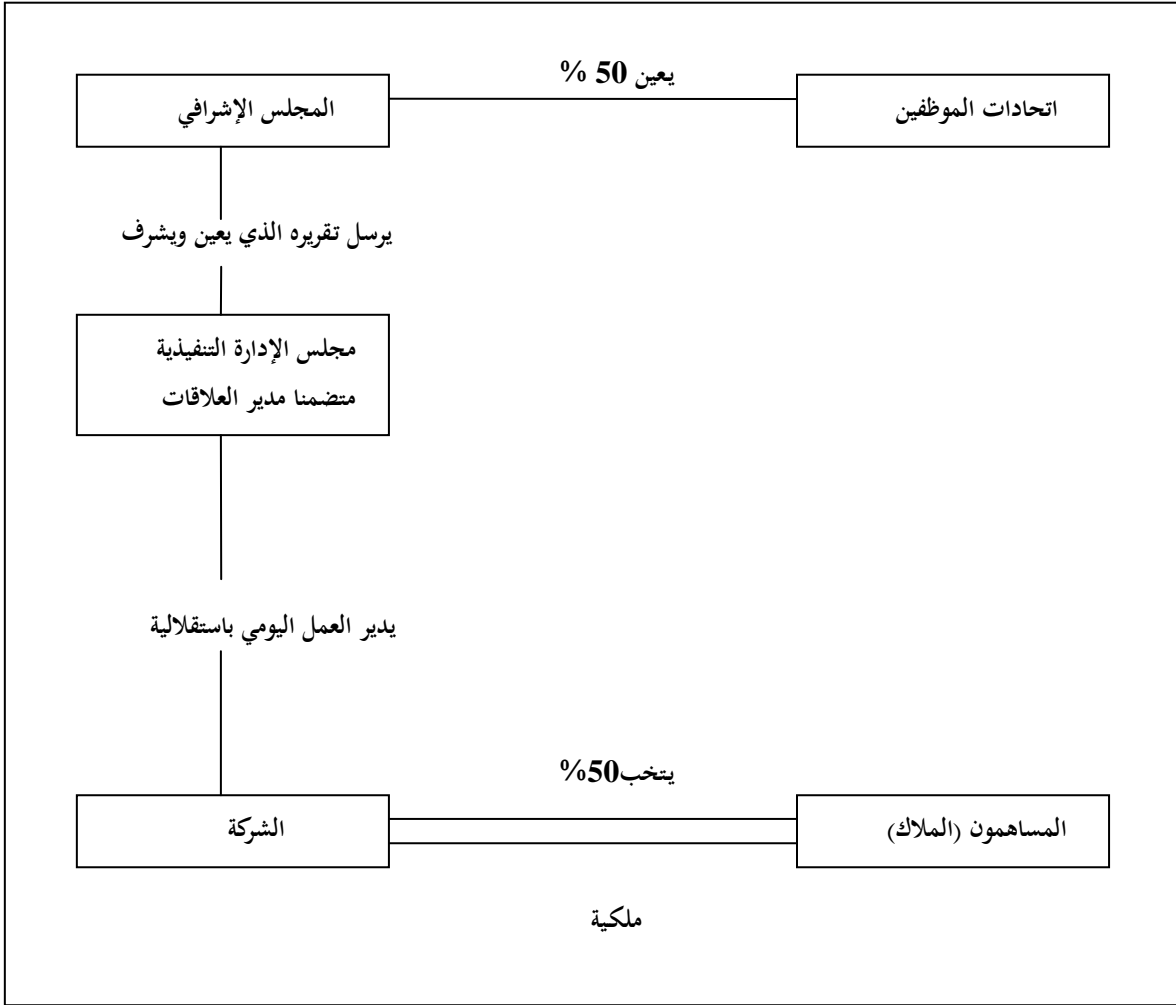 يعين 50 %
اتحادات الموظفين
المجلس الإشرافي
يرسل تقريره الذي يعين ويشرف
مجلس الإدارة التنفيذية
متضمنا مدير العلاقات
يدير العمل اليومي باستقلالية
يتخب50%
المساهمون (الملاك)
الشركة
ملكية